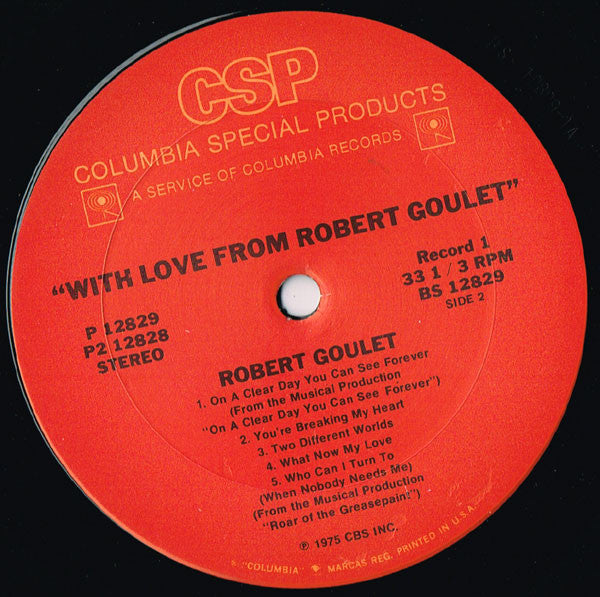 CSP
COLUMBIA SPECIAL PRODUCTS
A SERVICE OF COLUMBIA RECORDS
"WITH LOVE FROM ROBERT GOULET"
P 12829
P2 12828
STEREO
Record 1
33 1 / 3 RPM
BS 12829
SIDE 2
ROBERT GOULET
1. On A Clear Day You Can See Forever
(From the Musical Production
"On A Clear Day You Can See Forever")
2. You're Breaking My Heart
3. Two Different Worlds
4. What Now My Love
5. Who Can I Turn To
(When Nobody Needs Me)
(From the Musical Production
"Roar of the Greasepaint")
℗ 1975 CBS INC.
"COLUMBIA" MARCAS REG. PRINTED IN U.S.A.